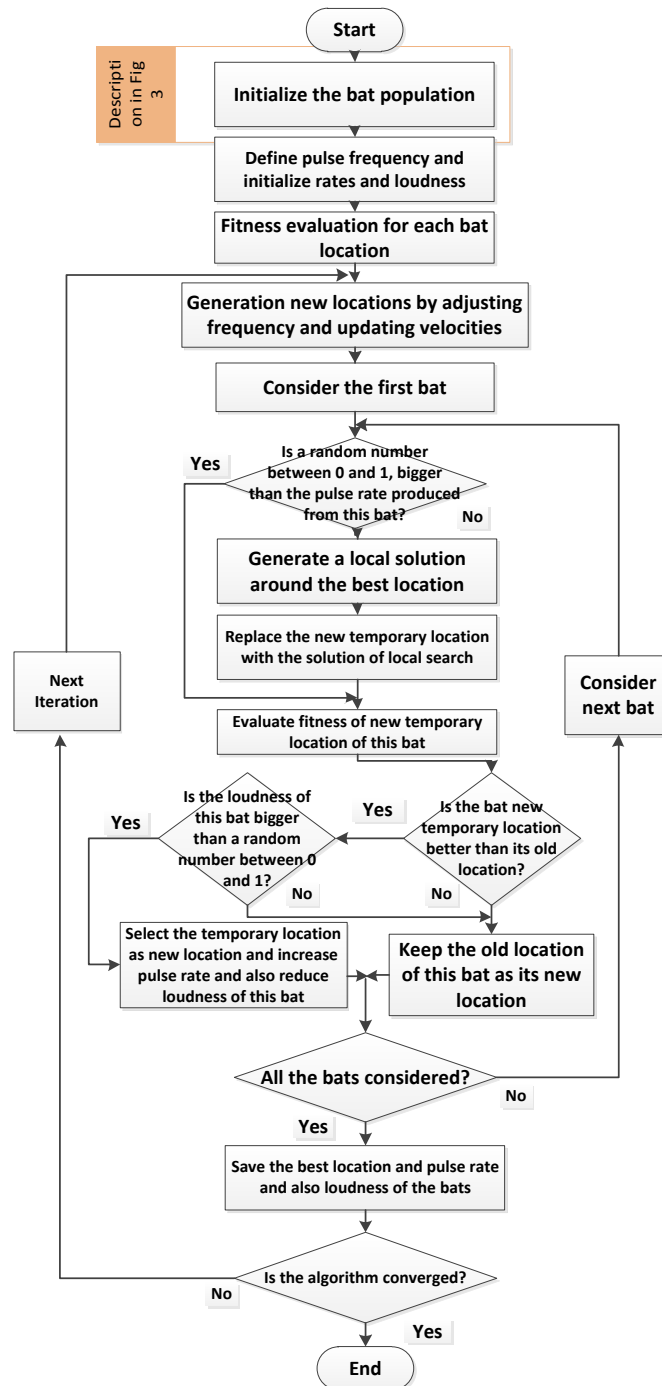 Start
Descripti
on in Fig
3
Initialize the bat population
Define pulse frequency and
initialize rates and loudness
Fitness evaluation for each bat
location
Generation new locations by adjusting
frequency and updating velocities
Consider the first bat
Is a random number
between 0 and 1, bigger
than the pulse rate produced
from this bat?
Yes
No
Generate a local solution
around the best location
Replace the new temporary location
with the solution of local search
Next
Iteration
Consider
next bat
Evaluate fitness of new temporary
location of this bat
Is the loudness of
this bat bigger
than a random
number between 0
and 1?
Yes
Yes
Is the bat new
temporary location
better than its old
location?
No
No
Select the temporary location
as new location and increase
pulse rate and also reduce
loudness of this bat
Keep the old location
of this bat as its new
location
All the bats considered?
No
Yes
Save the best location and pulse rate
and also loudness of the bats
Is the algorithm converged?
No
Yes
End